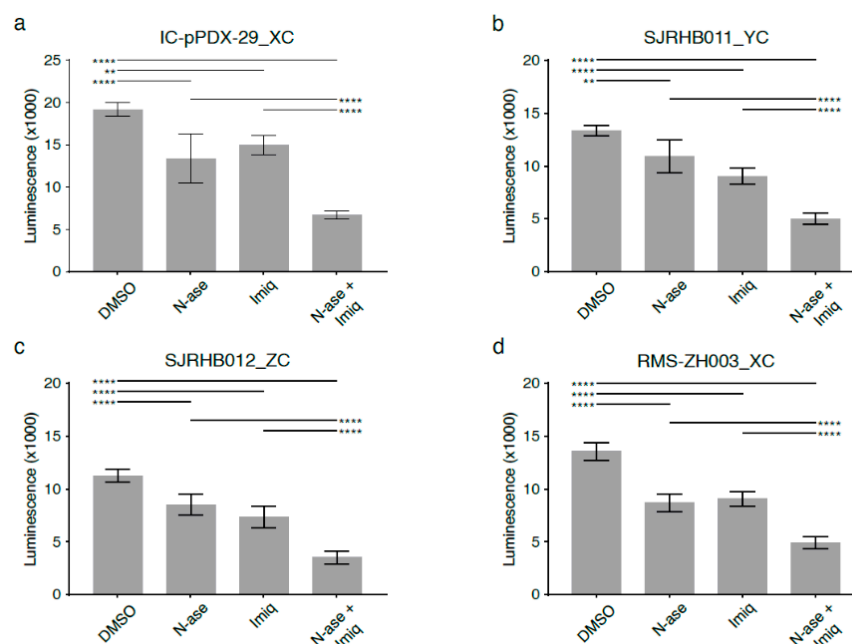 a
IC-pPDX-29_XC
Luminescence (x1000)
25
20
15
10
5
0
****
**
****
****
****
DMSO
N-ase
Imiq
N-ase +
Imiq
b
SJRHB011_YC
Luminescence (x1000)
20
15
10
5
0
****
****
**
****
****
DMSO
N-ase
Imiq
N-ase +
Imiq
c
SJRHB012_ZC
Luminescence (x1000)
20
15
10
5
0
****
****
****
****
****
DMSO
N-ase
Imiq
N-ase +
Imiq
d
RMS-ZH003_XC
Luminescence (x1000)
20
15
10
5
0
****
****
****
****
****
DMSO
N-ase
Imiq
N-ase +
Imiq